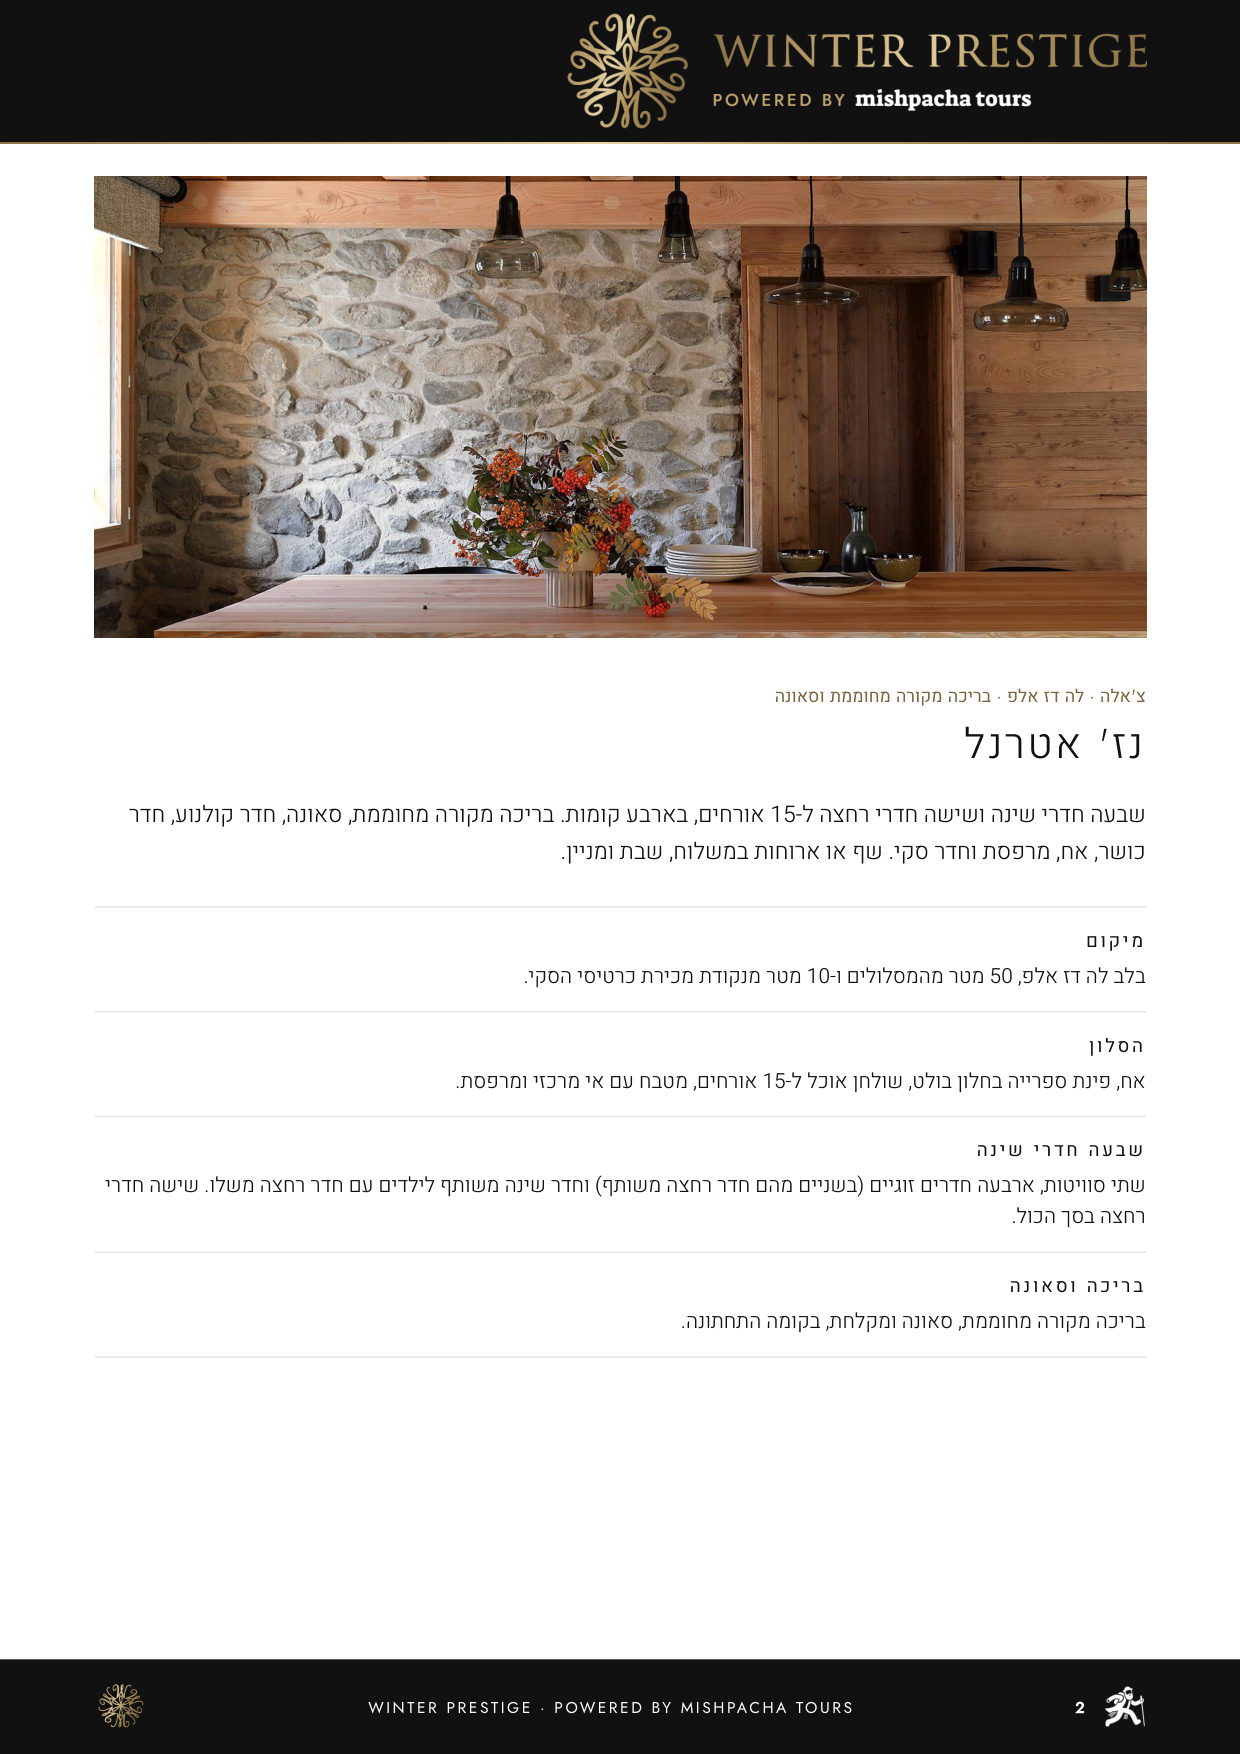 WINTER PRESTIGE
POWERED BY mishpacha tours
צ'אלה · לה דז אלפ · בריכה מקורה מחוממת וסאונה
נז' אטרנל
שבעה חדרי שינה ושישה חדרי רחצה ל-15 אורחים, בארבע קומות. בריכה מקורה מחוממת, סאונה, חדר קולנוע, חדר
כושר, אח, מרפסת וחדר סקי. שף או ארוחות במשלוח, שבת ומניין.
מיקום
בלב לה דז אלפ, 50 מטר מהמסלולים ו-10 מטר מנקודת מכירת כרטיסי הסקי.
הסלון
אח, פינת ספרייה בחלון בולט, שולחן אוכל ל-15 אורחים, מטבח עם אי מרכזי ומרפסת.
שבעה חדרי שינה
שתי סוויטות, ארבעה חדרים זוגיים (בשניים מהם חדר רחצה משותף) וחדר שינה משותף לילדים עם חדר רחצה משלו. שישה חדרי
רחצה בסך הכול.
בריכה וסאונה
בריכה מקורה מחוממת, סאונה ומקלחת, בקומה התחתונה.
WINTER PRESTIGE · POWERED BY MISHPACHA TOURS
2